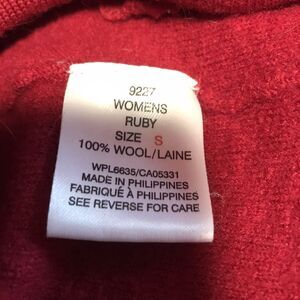 9227
WOMENS
RUBY
SIZE S
100% WOOL/LAINE
WPL6635/CA05331
MADE IN PHILIPPINES
FABRIQUÉ À PHILIPPINES
SEE REVERSE FOR CARE